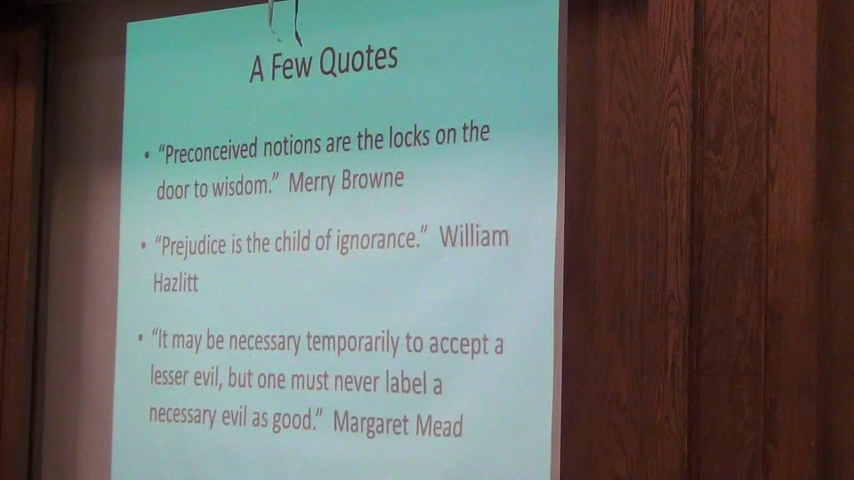 A Few Quotes
• “Preconceived notions are the locks on the
door to wisdom.” Merry Browne
• “Prejudice is the child of ignorance.” William
Hazlitt
• “It may be necessary temporarily to accept a
lesser evil, but one must never label a
necessary evil as good.” Margaret Mead